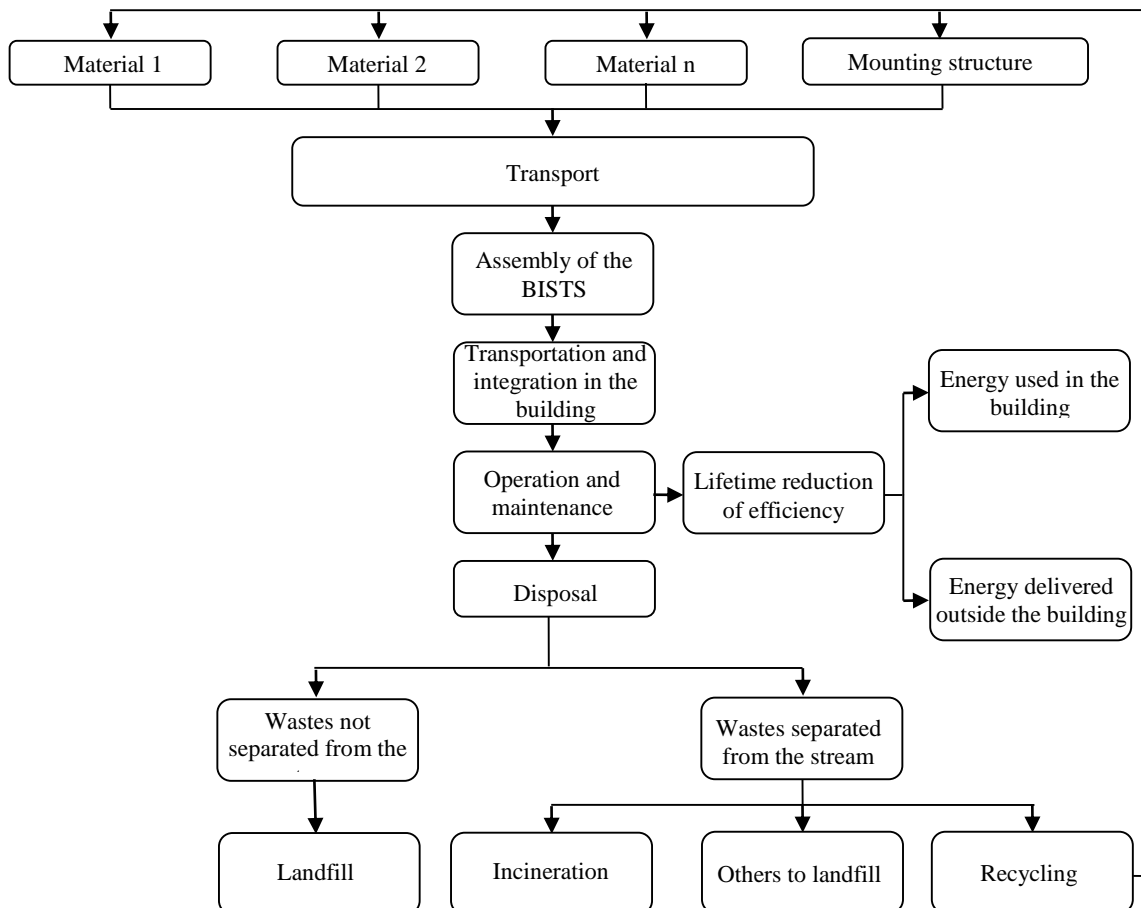 Material 1
Material 2
Material n
Mounting structure
Transport
Assembly of the
BISTS
Transportation and
integration in the
building
Energy used in the
building
Operation and
maintenance
Lifetime reduction
of efficiency
Energy delivered
outside the building
Disposal
Wastes not
separated from the
Wastes separated
from the stream
Landfill
Incineration
Others to landfill
Recycling